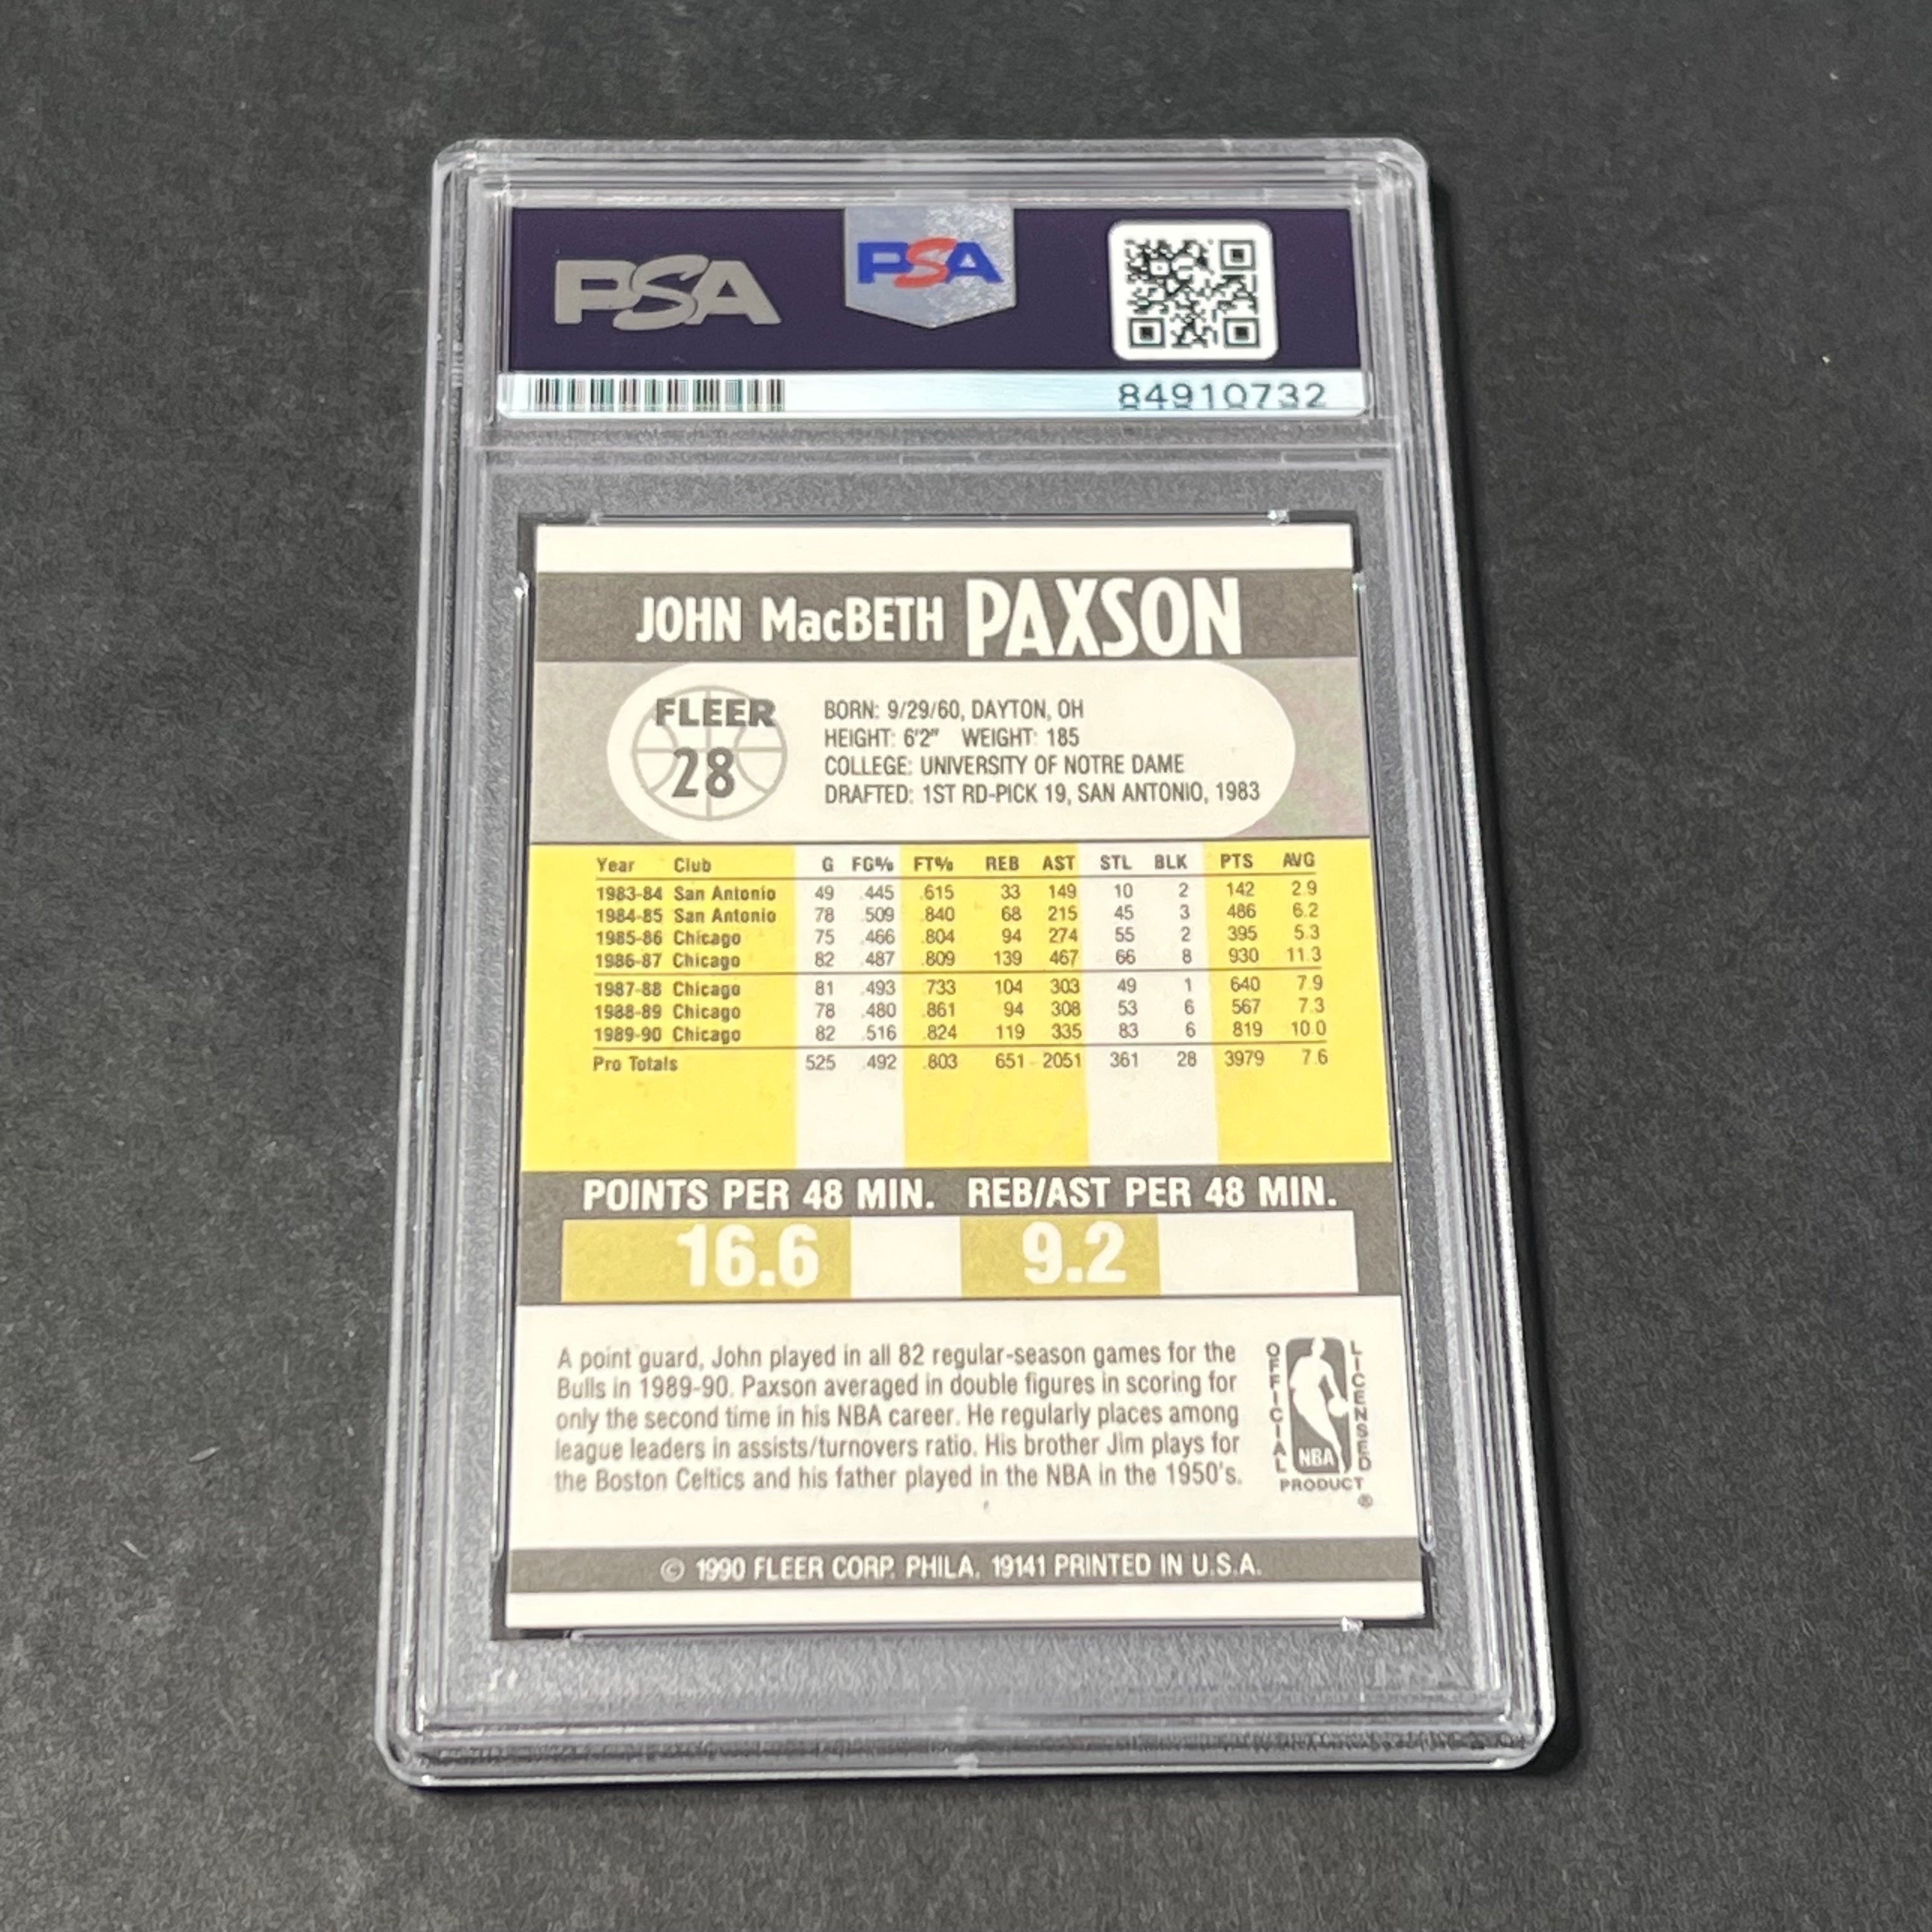 PSA
PSA
84910732
JOHN MacBETH PAXSON
FLEER
28
BORN: 9/29/60, DAYTON, OH
HEIGHT: 6'2" WEIGHT: 185
COLLEGE: UNIVERSITY OF NOTRE DAME
DRAFTED: 1ST RD-PICK 19, SAN ANTONIO, 1983
Year Club G FG% FT% REB AST STL BLK PTS AVG
1983-84 San Antonio 49 .445 .615 33 149 10 2 142 2.9
1984-85 San Antonio 78 .509 .840 68 215 45 3 486 6.2
1985-86 Chicago 75 .466 .804 94 274 55 2 395 5.3
1986-87 Chicago 82 .487 .809 139 467 66 8 930 11.3
1987-88 Chicago 81 .493 .733 104 303 49 1 640 7.9
1988-89 Chicago 78 .480 .861 94 308 53 6 567 7.3
1989-90 Chicago 82 .516 .824 119 335 83 6 819 10.0
Pro Totals 525 .492 .803 651 2051 361 28 3979 7.6
POINTS PER 48 MIN. REB/AST PER 48 MIN.
16.6 9.2
A point guard, John played in all 82 regular-season games for the
Bulls in 1989-90. Paxson averaged in double figures in scoring for
only the second time in his NBA career. He regularly places among
league leaders in assists/turnovers ratio. His brother Jim plays for
the Boston Celtics and his father played in the NBA in the 1950's.
OFFICIAL
LICENSED
NBA
PRODUCT
®
© 1990 FLEER CORP. PHILA. 19141 PRINTED IN U.S.A.